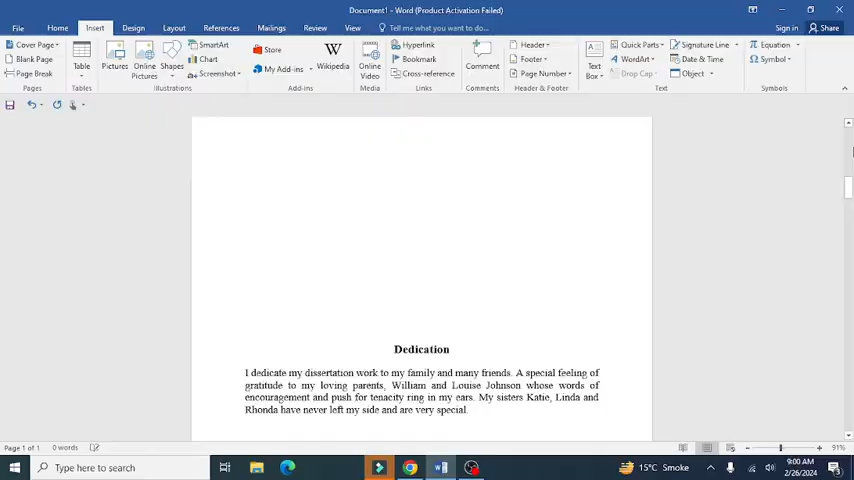 Document1 - Word (Product Activation Failed)
File Home Insert Design Layout References Mailings Review View Tell me what you want to do... Sign in Share
Cover Page
Blank Page
Page Break
Pages
Table
Tables
Pictures
Online Pictures
Shapes
SmartArt
Chart
Screenshot
Illustrations
Store
My Add-ins
Wikipedia
Add-ins
Online Video
Media
Hyperlink
Bookmark
Cross-reference
Links
Comment
Comments
Header
Footer
Page Number
Header & Footer
Text Box
Quick Parts
WordArt
Drop Cap
Signature Line
Date & Time
Object
Text
Equation
Symbol
Symbols
Dedication
I dedicate my dissertation work to my family and many friends. A special feeling of
gratitude to my loving parents, William and Louise Johnson whose words of
encouragement and push for tenacity ring in my ears. My sisters Katie, Linda and
Rhonda have never left my side and are very special.
Page 1 of 1 0 words 91%
Type here to search
15°C Smoke
9:00 AM
2/26/2024